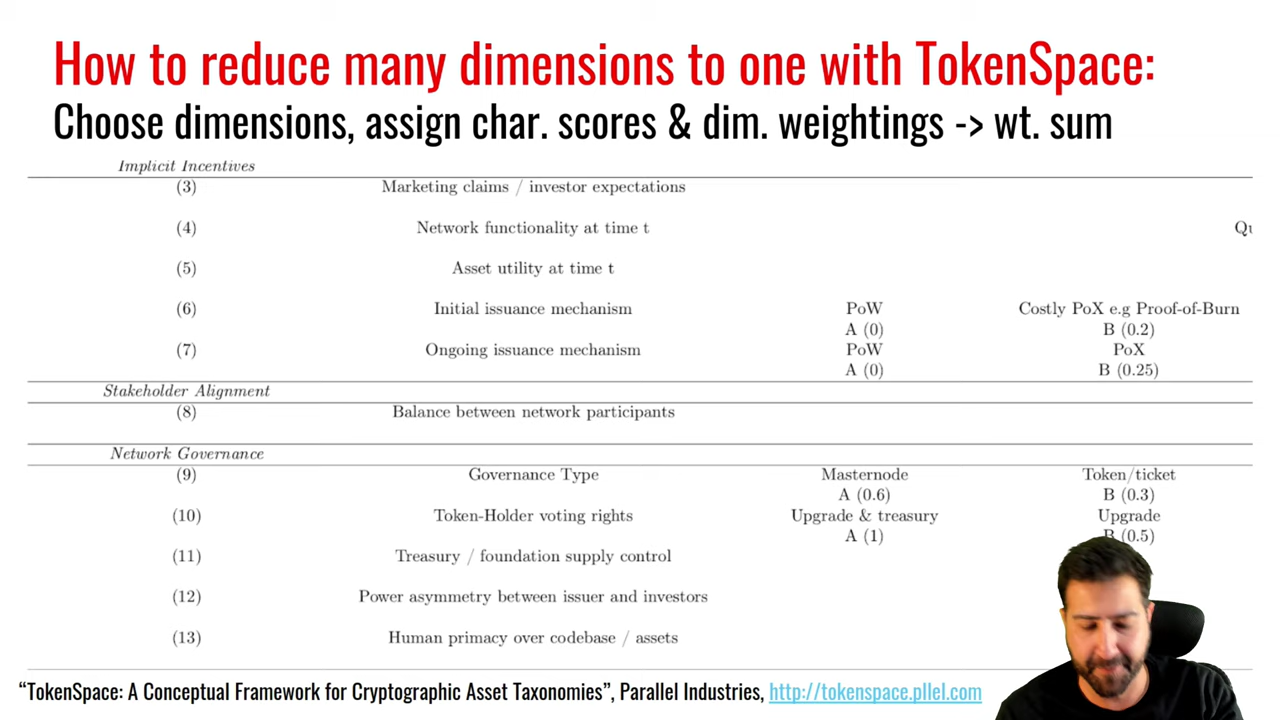 How to reduce many dimensions to one with TokenSpace:
Choose dimensions, assign char. scores & dim. weightings -> wt. sum
Implicit Incentives
(3) Marketing claims / investor expectations
(4) Network functionality at time t
(5) Asset utility at time t
(6) Initial issuance mechanism PoW Costly PoX e.g Proof-of-Burn
A (0) B (0.2)
(7) Ongoing issuance mechanism PoW PoX
A (0) B (0.25)
Stakeholder Alignment
(8) Balance between network participants
Network Governance
(9) Governance Type Masternode Token/ticket
A (0.6) B (0.3)
(10) Token-Holder voting rights Upgrade & treasury Upgrade
A (1) B (0.5)
(11) Treasury / foundation supply control
(12) Power asymmetry between issuer and investors
(13) Human primacy over codebase / assets
“TokenSpace: A Conceptual Framework for Cryptographic Asset Taxonomies”, Parallel Industries, http://tokenspace.pllel.com